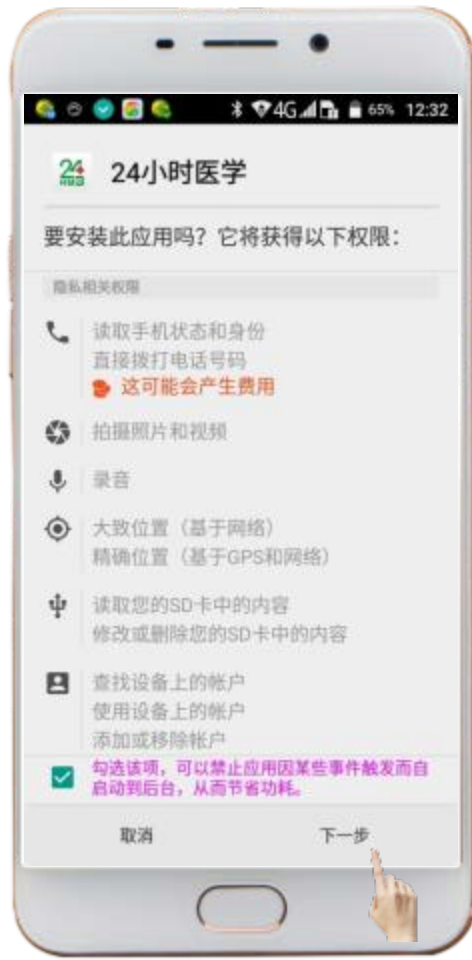 4G 65% 12:32
24小时医学
要安装此应用吗?它将获得以下权限:
隐私相关权限
读取手机状态和身份
直接拨打电话号码
这可能会产生费用
拍摄照片和视频
录音
大致位置(基于网络)
精确位置(基于GPS和网络)
读取您的SD卡中的内容
修改或删除您的SD卡中的内容
查找设备上的帐户
使用设备上的帐户
添加或移除帐户
勾选该项,可以禁止应用因某些事件触发而自
启动到后台,从而节省功耗。
取消 下一步